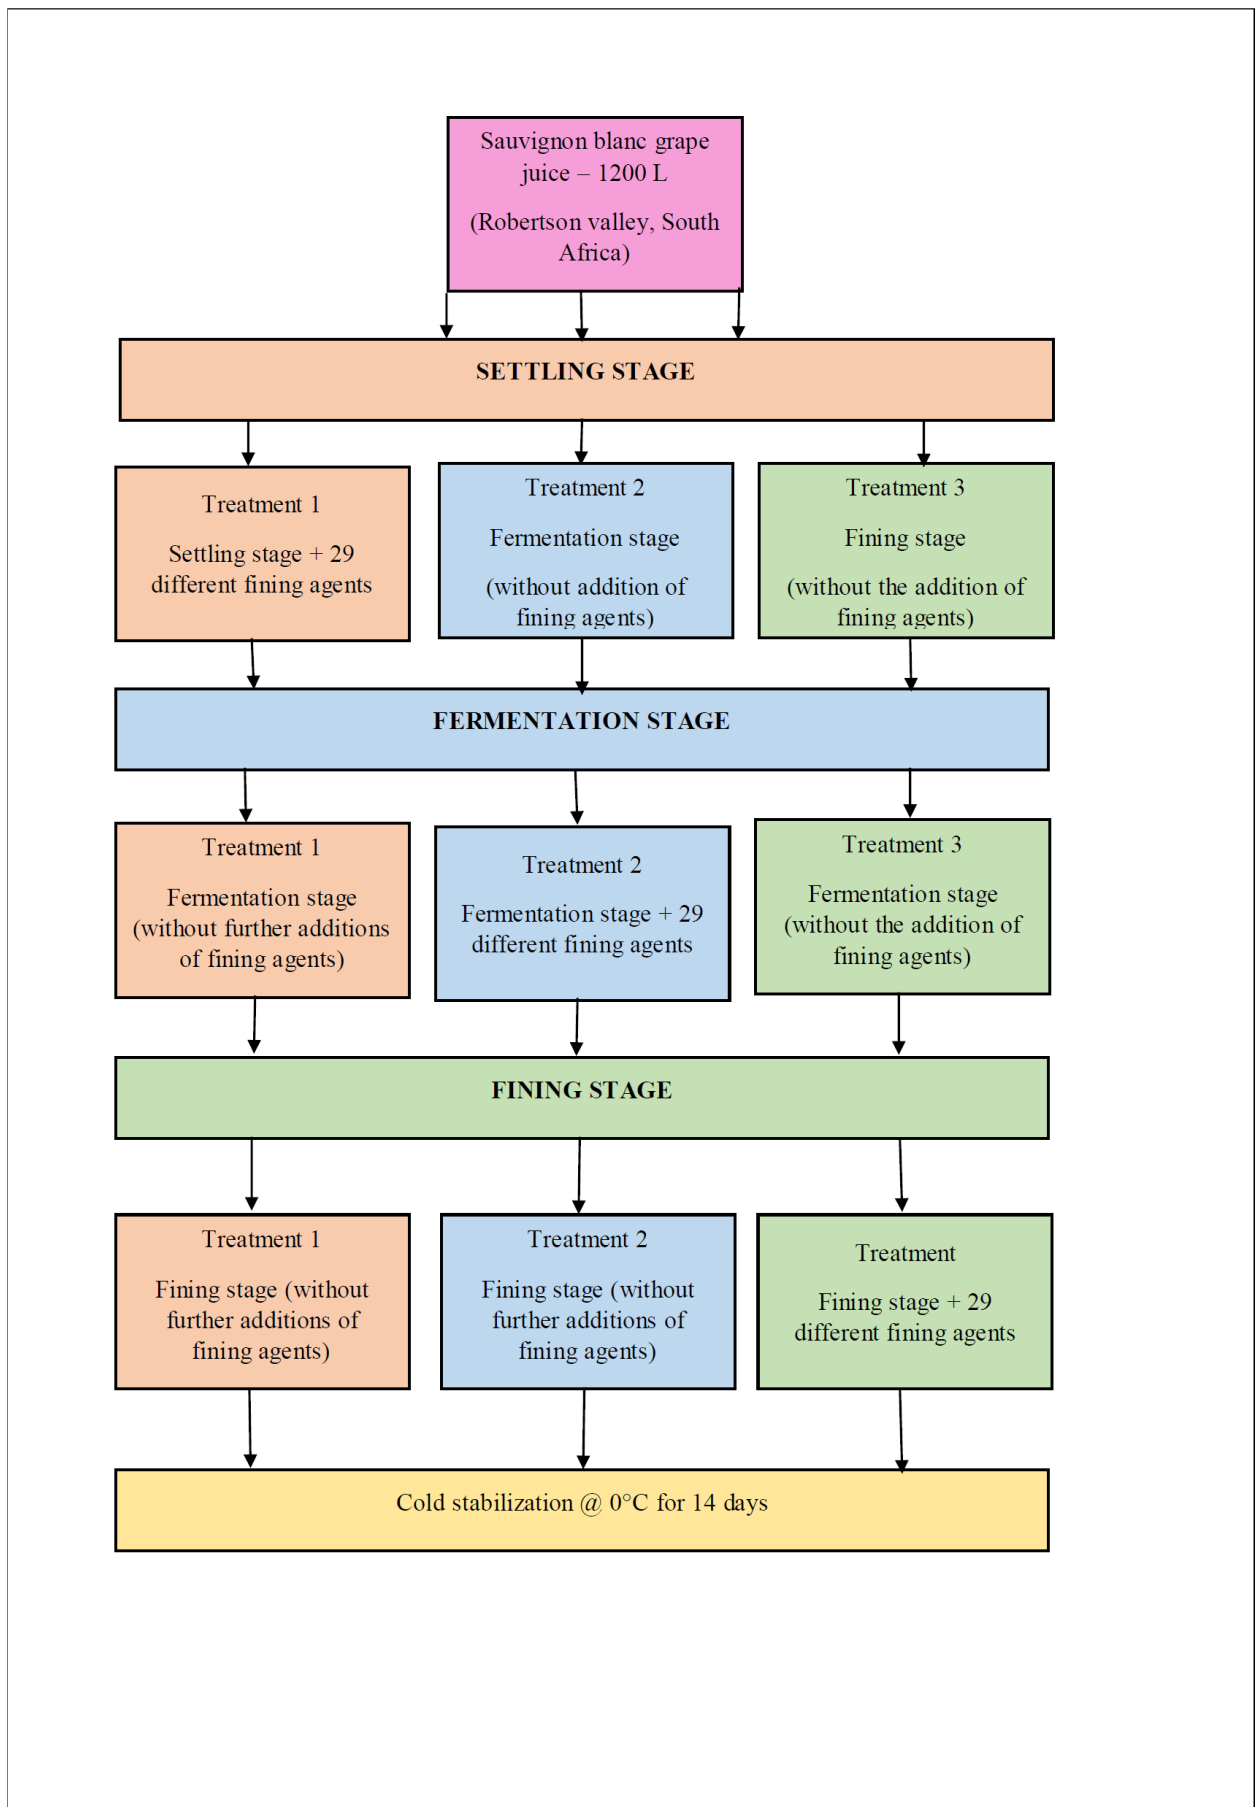 Sauvignon blanc grape
juice – 1200 L
(Robertson valley, South
Africa)
SETTLING STAGE
Treatment 1
Settling stage + 29
different fining agents
Treatment 2
Fermentation stage
(without addition of
fining agents)
Treatment 3
Fining stage
(without the addition of
fining agents)
FERMENTATION STAGE
Treatment 1
Fermentation stage
(without further additions
of fining agents)
Treatment 2
Fermentation stage + 29
different fining agents
Treatment 3
Fermentation stage
(without the addition of
fining agents)
FINING STAGE
Treatment 1
Fining stage (without
further additions of
fining agents)
Treatment 2
Fining stage (without
further additions of
fining agents)
Treatment
Fining stage + 29
different fining agents
Cold stabilization @ 0°C for 14 days